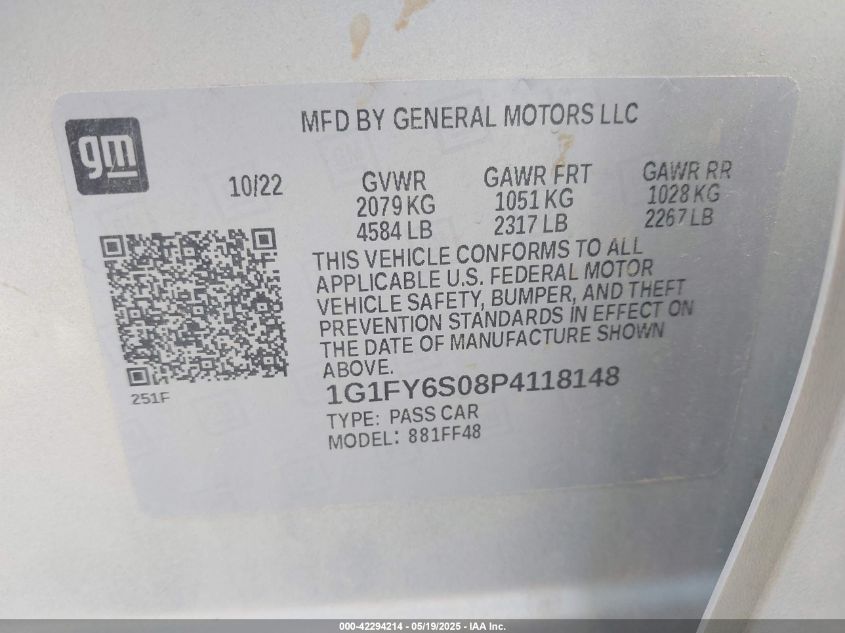 MFD BY GENERAL MOTORS LLC
gm
10/22
GVWR
2079 KG
4584 LB
GAWR FRT
1051 KG
2317 LB
GAWR RR
1028 KG
2267 LB
THIS VEHICLE CONFORMS TO ALL
APPLICABLE U.S. FEDERAL MOTOR
VEHICLE SAFETY, BUMPER, AND THEFT
PREVENTION STANDARDS IN EFFECT ON
THE DATE OF MANUFACTURE SHOWN
ABOVE.
251F
1G1FY6S08P4118148
TYPE: PASS CAR
MODEL: 881FF48
000-42294214 - 05/19/2025 - IAA Inc.